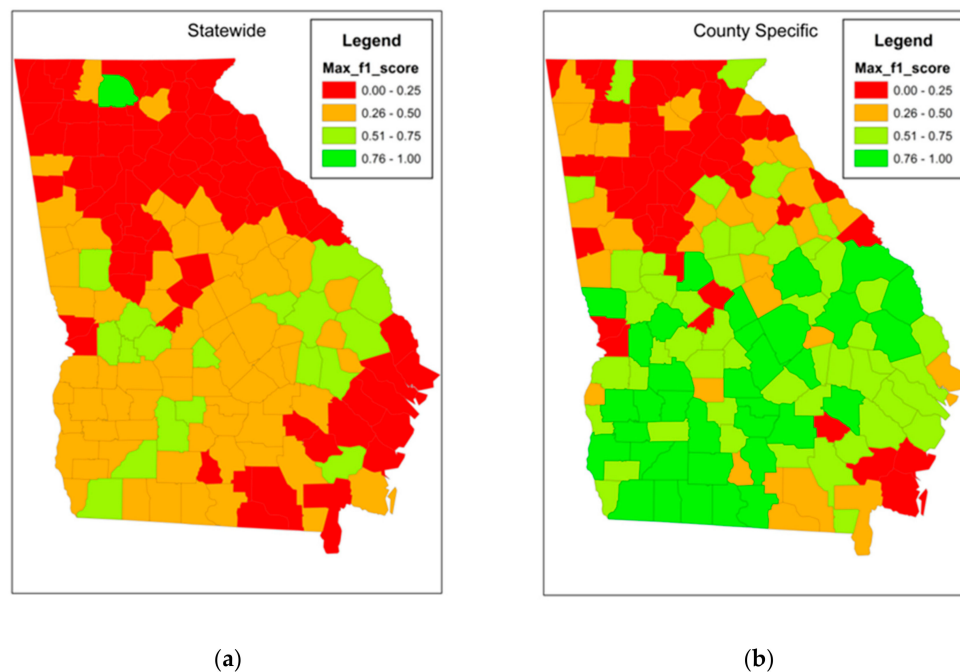 Statewide
Legend
Max_f1_score
0.00 - 0.25
0.26 - 0.50
0.51 - 0.75
0.76 - 1.00
(a)
County Specific
Legend
Max_f1_score
0.00 - 0.25
0.26 - 0.50
0.51 - 0.75
0.76 - 1.00
(b)